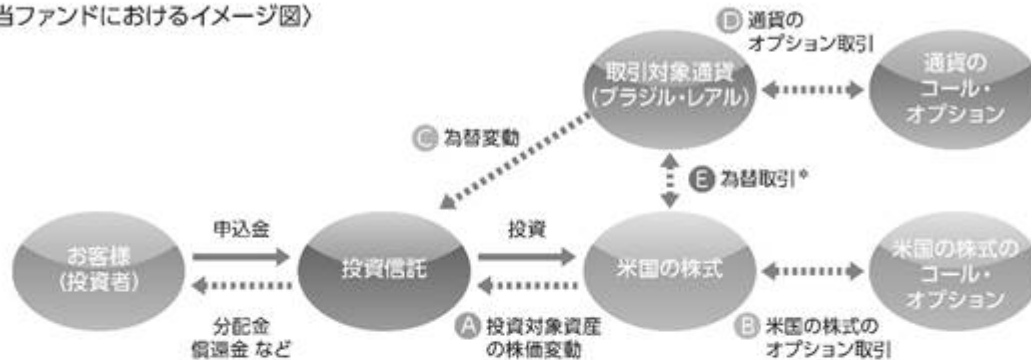 当ファンドにおけるイメージ図〉
D 通貨の
オプション取引
取引対象通貨
(ブラジル・レアル)
通貨の
コール・
オプション
C 為替変動
E 為替取引*
申込金
投資
お客様
(投資者)
投資信託
米国の株式
米国の株式の
コール・
オプション
分配金
償還金 など
A 投資対象資産
の株価変動
B 米国の株式の
オプション取引